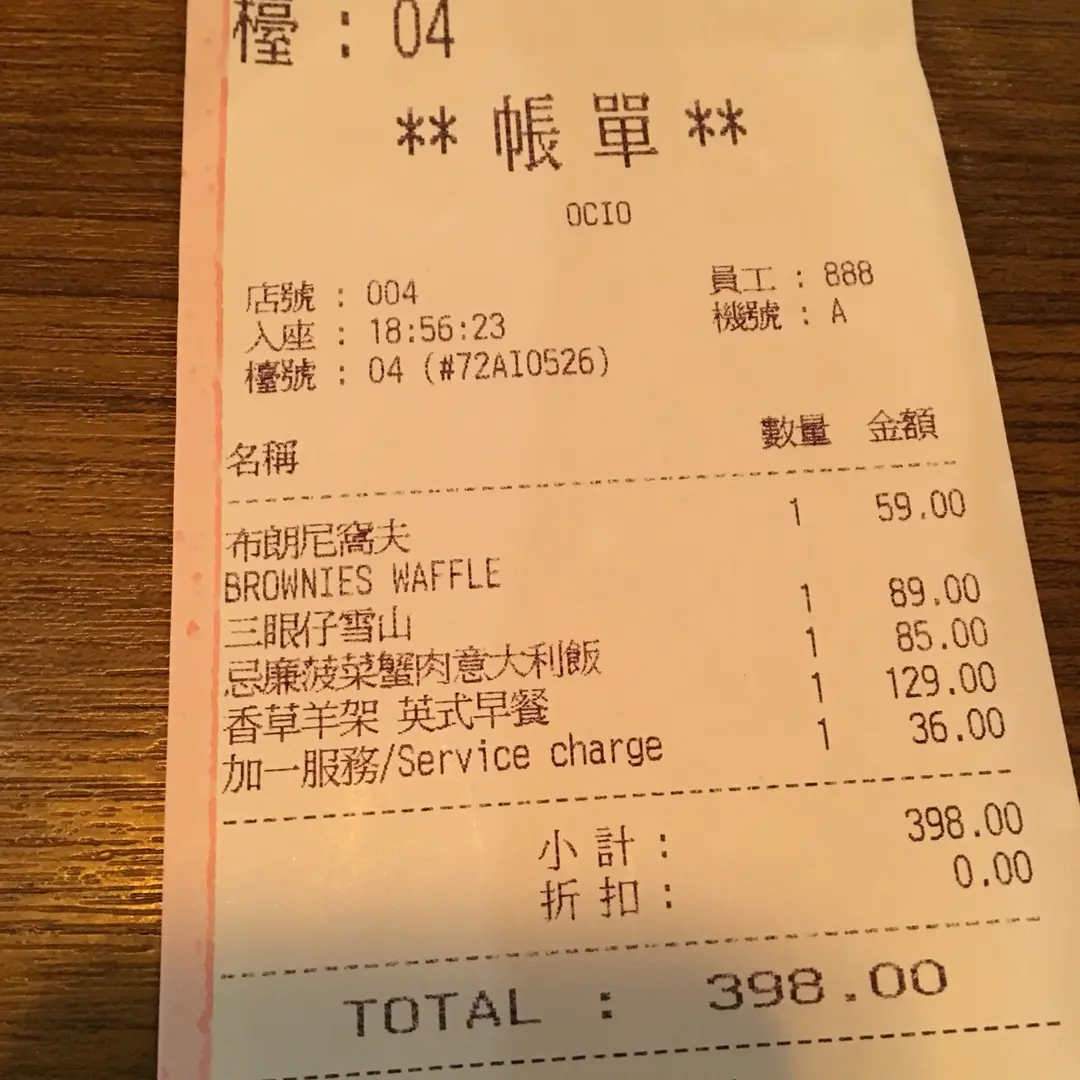 檯 : 04
** 帳 單 **
OCIO
店號 : 004 員工 : 888
入座 : 18:56:23 機號 : A
檯號 : 04 (#72AI0526)
名稱 數量 金額
布朗尼窩夫 1 59.00
BROWNIES WAFFLE
三眼仔雪山 1 89.00
忌廉菠菜蟹肉意大利飯 1 85.00
香草羊架 英式早餐 1 129.00
加一服務/Service charge 1 36.00
小 計 : 398.00
折 扣 : 0.00
TOTAL : 398.00